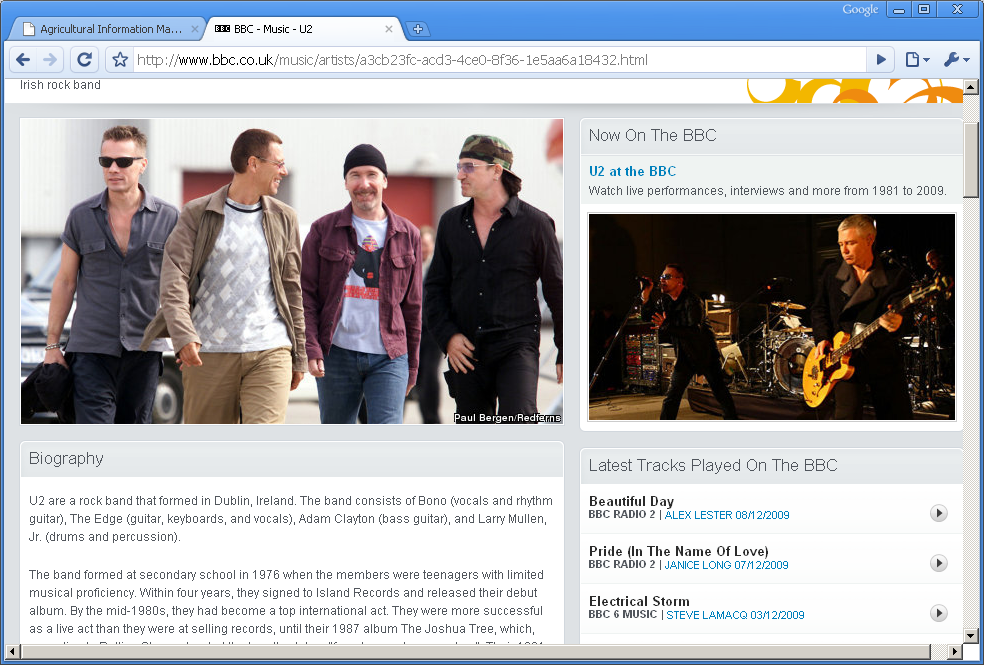 Google
Agricultural Information Ma...
BBC - Music - U2
http://www.bbc.co.uk/music/artists/a3cb23fc-acd3-4ce0-8f36-1e5aa6a18432.html
Irish rock band
Paul Bergen/Redferns
Biography
U2 are a rock band that formed in Dublin, Ireland. The band consists of Bono (vocals and rhythm
guitar), The Edge (guitar, keyboards, and vocals), Adam Clayton (bass guitar), and Larry Mullen,
Jr. (drums and percussion).
The band formed at secondary school in 1976 when the members were teenagers with limited
musical proficiency. Within four years, they signed to Island Records and released their debut
album. By the mid-1980s, they had become a top international act. They were more successful
as a live act than they were at selling records, until their 1987 album The Joshua Tree, which,
Now On The BBC
U2 at the BBC
Watch live performances, interviews and more from 1981 to 2009.
Latest Tracks Played On The BBC
Beautiful Day
BBC RADIO 2 | ALEX LESTER 08/12/2009
Pride (In The Name Of Love)
BBC RADIO 2 | JANICE LONG 07/12/2009
Electrical Storm
BBC 6 MUSIC | STEVE LAMACQ 03/12/2009